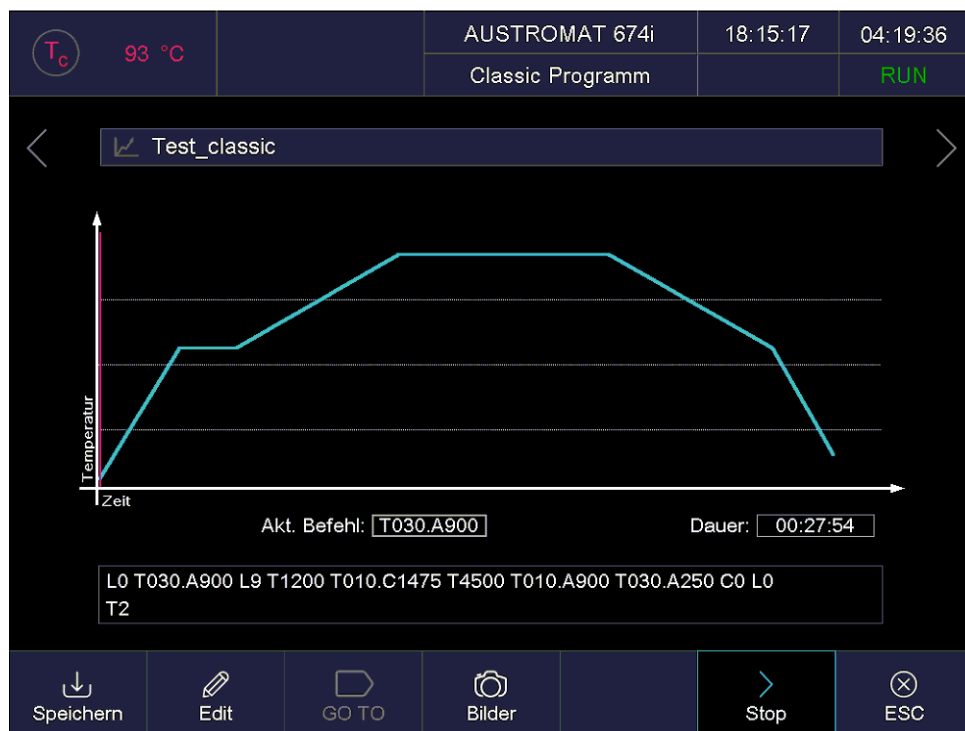 Tc 93 °C AUSTROMAT 674i 18:15:17 04:19:36
Classic Programm RUN
Test_classic
Temperatur
Zeit
Akt. Befehl: T030.A900 Dauer: 00:27:54
L0 T030.A900 L9 T1200 T010.C1475 T4500 T010.A900 T030.A250 C0 L0
T2
Speichern Edit GO TO Bilder Stop ESC